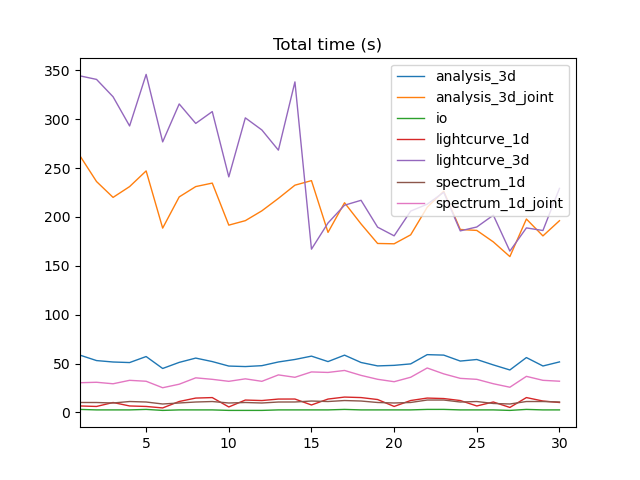 Total time (s)
350
300
250
200
150
100
50
0
5
10
15
20
25
30
analysis_3d
analysis_3d_joint
io
lightcurve_1d
lightcurve_3d
spectrum_1d
spectrum_1d_joint